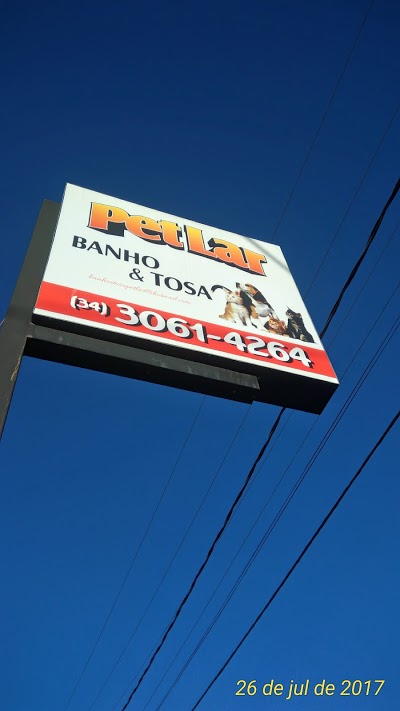 Pet Lar
BANHO
& TOSA
(34) 3061-4264
26 de jul de 2017